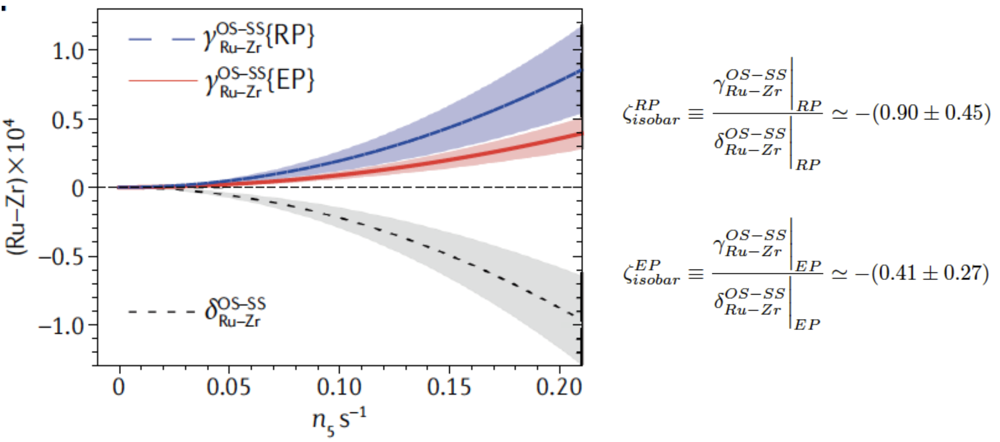 γ^{OS–SS}_{Ru–Zr}{RP}
γ^{OS–SS}_{Ru–Zr}{EP}
δ^{OS–SS}_{Ru–Zr}
(Ru–Zr)×10⁴
1.0
0.5
0
−0.5
−1.0
0 0.05 0.10 0.15 0.20
n₅ s⁻¹
ζ^{RP}_{isobar} ≡ γ^{OS−SS}_{Ru−Zr}|_{RP} / δ^{OS−SS}_{Ru−Zr}|_{RP} ≃ −(0.90 ± 0.45)
ζ^{EP}_{isobar} ≡ γ^{OS−SS}_{Ru−Zr}|_{EP} / δ^{OS−SS}_{Ru−Zr}|_{EP} ≃ −(0.41 ± 0.27)